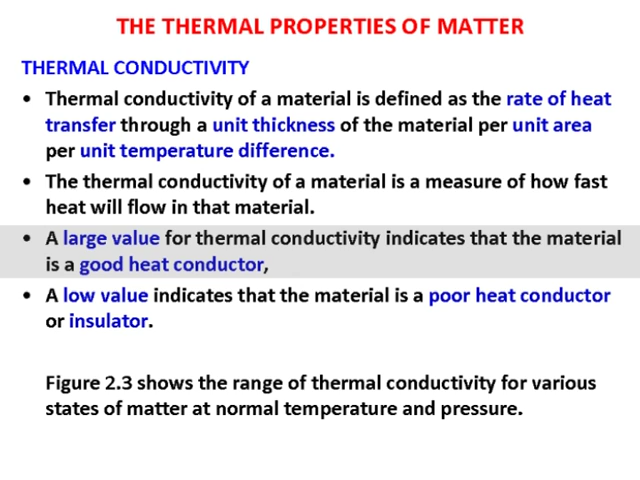 THE THERMAL PROPERTIES OF MATTER
THERMAL CONDUCTIVITY
• Thermal conductivity of a material is defined as the rate of heat
transfer through a unit thickness of the material per unit area
per unit temperature difference.
• The thermal conductivity of a material is a measure of how fast
heat will flow in that material.
• A large value for thermal conductivity indicates that the material
is a good heat conductor,
• A low value indicates that the material is a poor heat conductor
or insulator.
Figure 2.3 shows the range of thermal conductivity for various
states of matter at normal temperature and pressure.